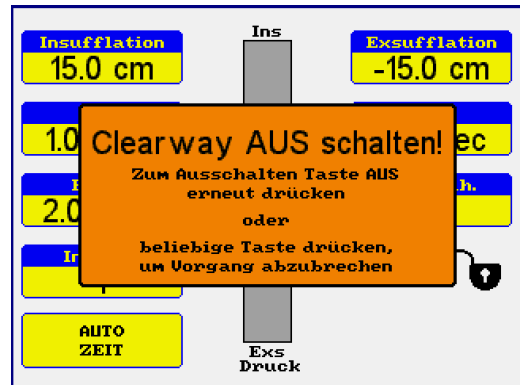 Ins
Insufflation
15.0 cm
Exsufflation
-15.0 cm
1.0
ec
Clearway AUS schalten!
Zum Ausschalten Taste AUS
erneut drücken
oder
beliebige Taste drücken,
um Vorgang abzubrechen
2.0
h.
AUTO
ZEIT
Exs
Druck